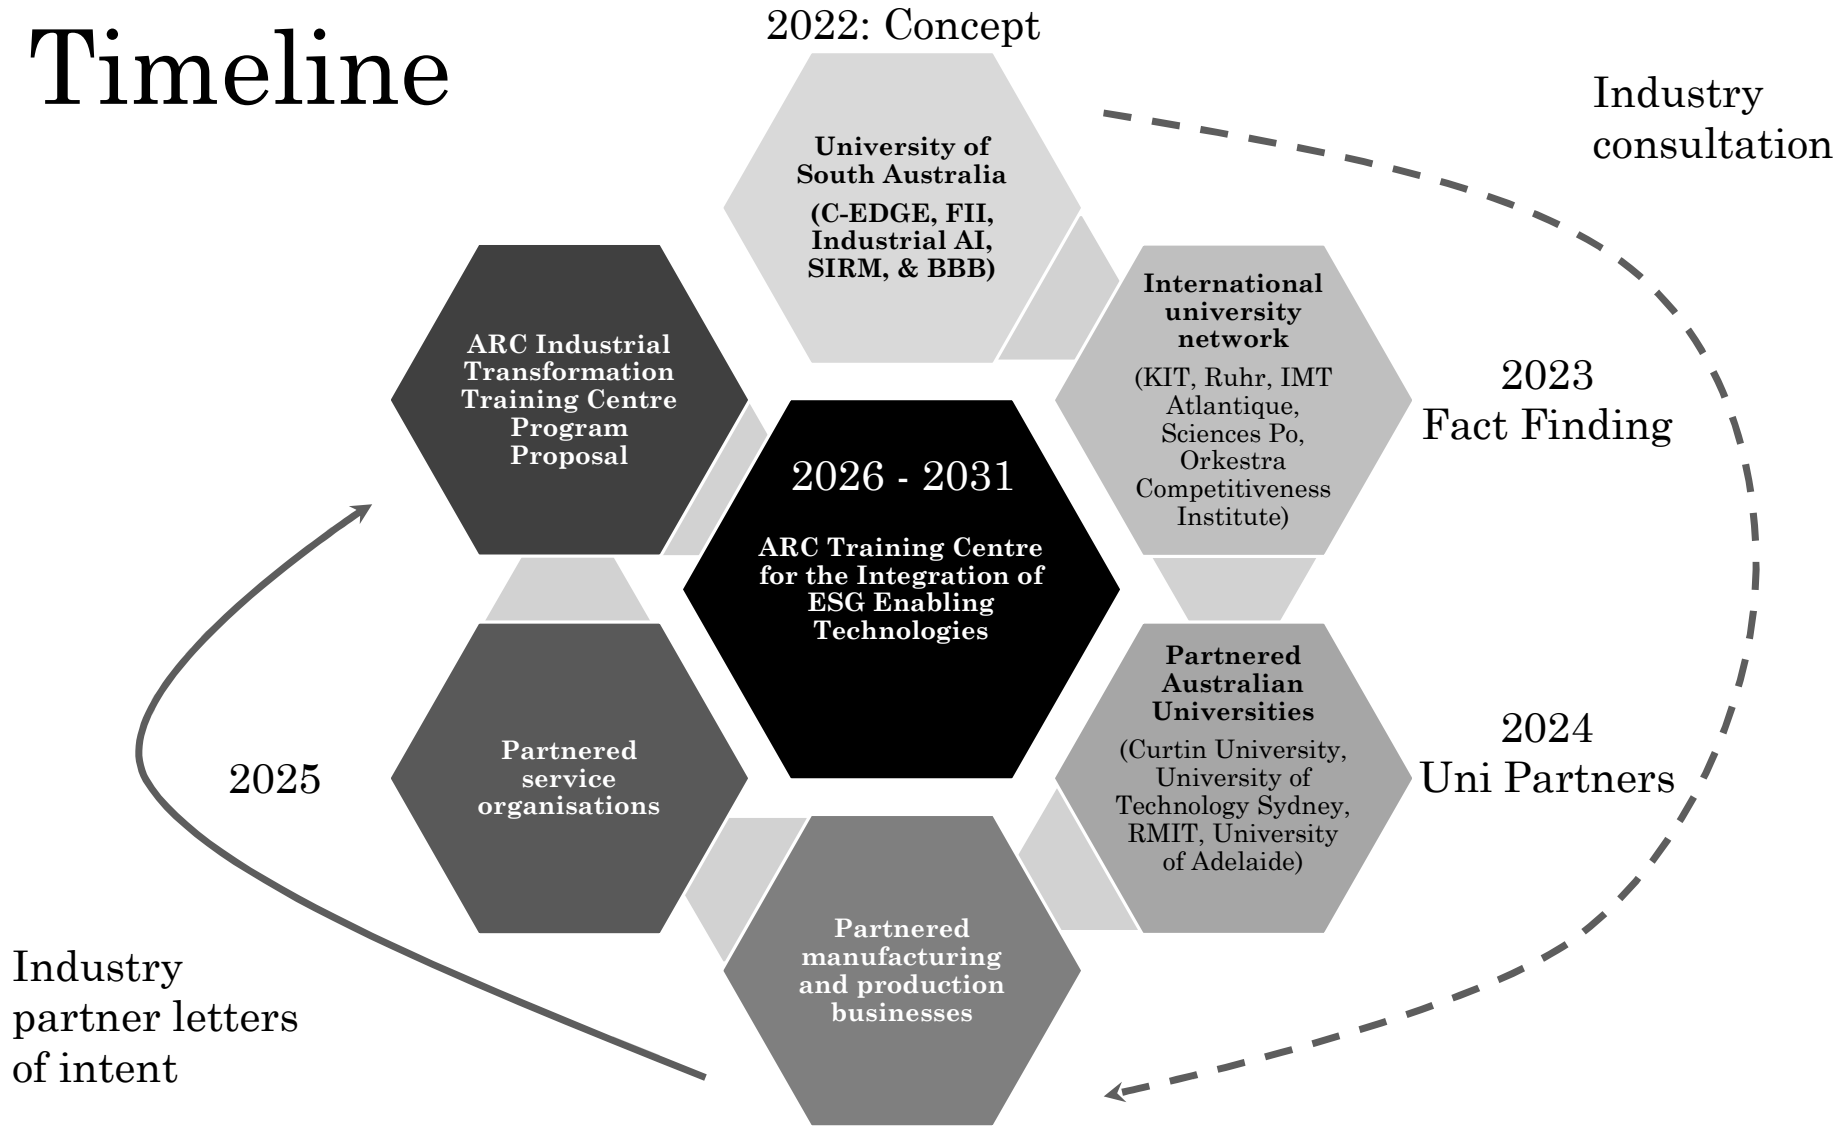 Timeline
2022: Concept
University of
South Australia
(C-EDGE, FII,
Industrial AI,
SIRM, & BBB)
Industry
consultation
International
university
network
(KIT, Ruhr, IMT
Atlantique,
Sciences Po,
Orkestra
Competitiveness
Institute)
2023
Fact Finding
Partnered
Australian
Universities
(Curtin University,
University of
Technology Sydney,
RMIT, University
of Adelaide)
2024
Uni Partners
Partnered
manufacturing
and production
businesses
Partnered
service
organisations
2025
Industry
partner letters
of intent
ARC Industrial
Transformation
Training Centre
Program
Proposal
2026 - 2031
ARC Training Centre
for the Integration of
ESG Enabling
Technologies